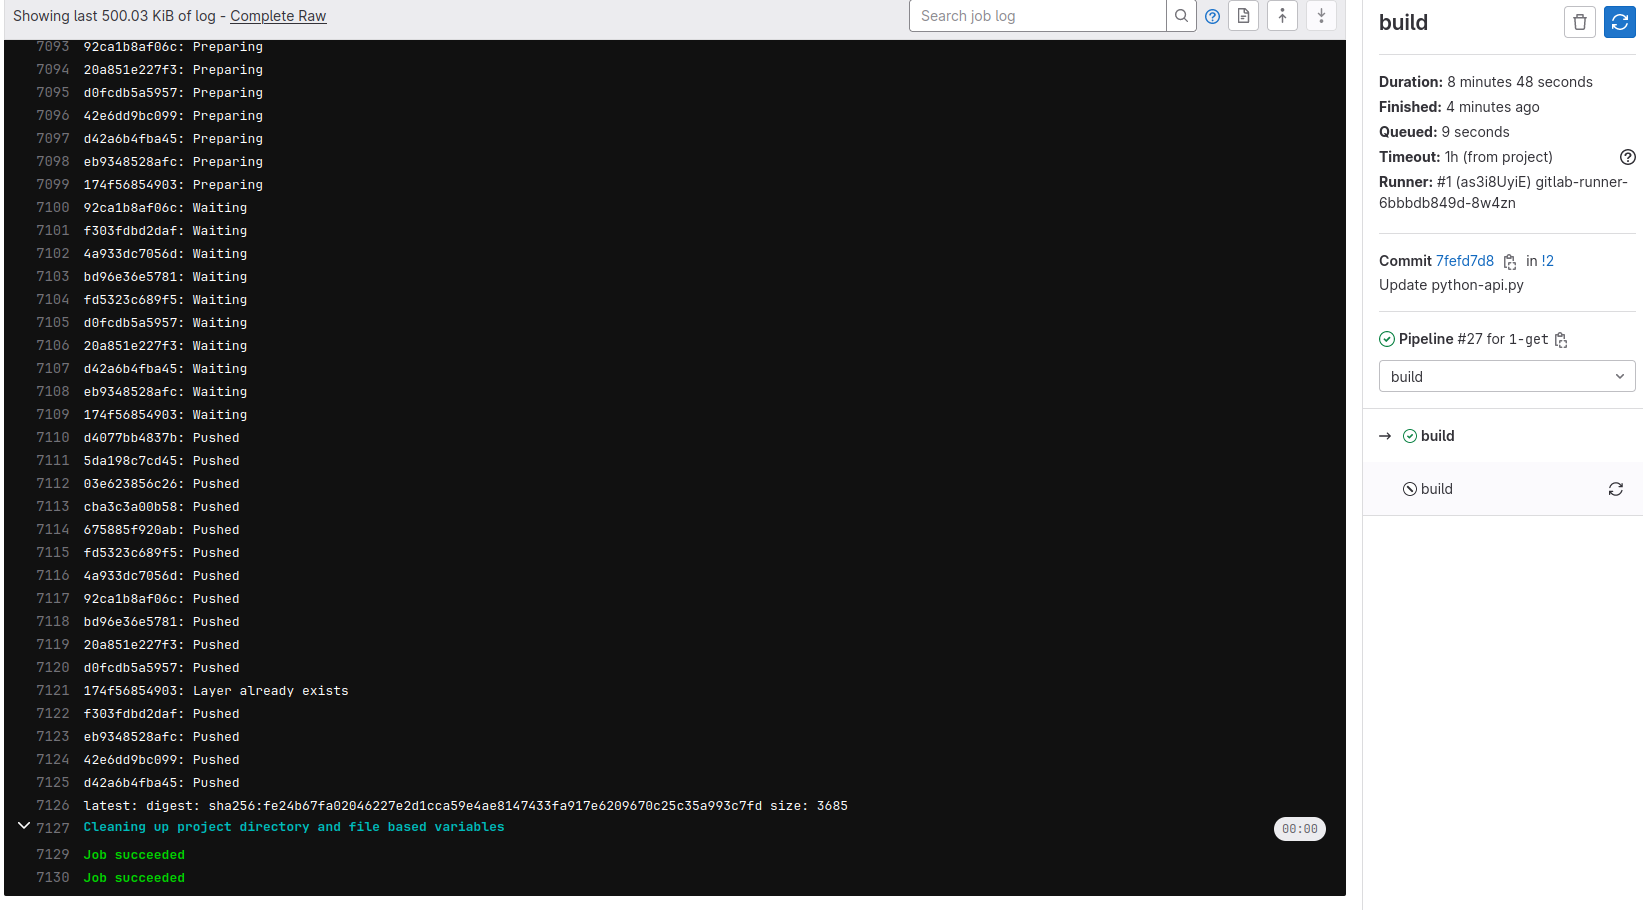 Showing last 500.03 KiB of log - Complete Raw
Search job log
7093 92ca1b8af06c: Preparing
7094 20a851e227f3: Preparing
7095 d0fcdb5a5957: Preparing
7096 42e6dd9bc099: Preparing
7097 d42a6b4fba45: Preparing
7098 eb9348528afc: Preparing
7099 174f56854903: Preparing
7100 92ca1b8af06c: Waiting
7101 f303fdbd2daf: Waiting
7102 4a933dc7056d: Waiting
7103 bd96e36e5781: Waiting
7104 fd5323c689f5: Waiting
7105 d0fcdb5a5957: Waiting
7106 20a851e227f3: Waiting
7107 d42a6b4fba45: Waiting
7108 eb9348528afc: Waiting
7109 174f56854903: Waiting
7110 d4077bb4837b: Pushed
7111 5da198c7cd45: Pushed
7112 03e623856c26: Pushed
7113 cba3c3a00b58: Pushed
7114 675885f920ab: Pushed
7115 fd5323c689f5: Pushed
7116 4a933dc7056d: Pushed
7117 92ca1b8af06c: Pushed
7118 bd96e36e5781: Pushed
7119 20a851e227f3: Pushed
7120 d0fcdb5a5957: Pushed
7121 174f56854903: Layer already exists
7122 f303fdbd2daf: Pushed
7123 eb9348528afc: Pushed
7124 42e6dd9bc099: Pushed
7125 d42a6b4fba45: Pushed
7126 latest: digest: sha256:fe24b67fa02046227e2d1cca59e4ae8147433fa917e6209670c25c35a993c7fd size: 3685
7127 Cleaning up project directory and file based variables
00:00
7129 Job succeeded
7130 Job succeeded
build
Duration: 8 minutes 48 seconds
Finished: 4 minutes ago
Queued: 9 seconds
Timeout: 1h (from project)
Runner: #1 (as3i8UyiE) gitlab-runner-
6bbbdb849d-8w4zn
Commit 7fefd7d8 in !2
Update python-api.py
Pipeline #27 for 1-get
build
build
build